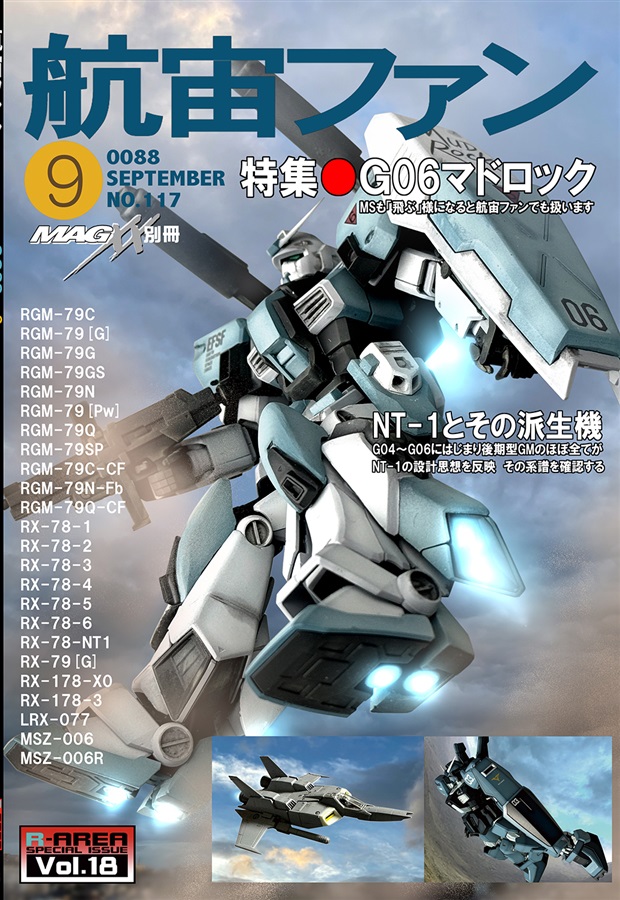 航宙ファン
9
0088
SEPTEMBER
NO.117
特集●G06マドロック
MSも「飛ぶ」様になると航宙ファンでも扱います
MAGXX別冊
RGM-79C
RGM-79[G]
RGM-79G
RGM-79GS
RGM-79N
RGM-79[Pw]
RGM-79Q
RGM-79SP
RGM-79C-CF
RGM-79N-Fb
RGM-79Q-CF
RX-78-1
RX-78-2
RX-78-3
RX-78-4
RX-78-5
RX-78-6
RX-78-NT1
RX-79[G]
RX-178-X0
RX-178-3
LRX-077
MSZ-006
MSZ-006R
06
EFSF
NT-1とその派生機
G04～G06にはじまり後期型GMのほぼ全てが
NT-1の設計思想を反映 その系譜を確認する
R-AREA
SPECIAL ISSUE
Vol.18